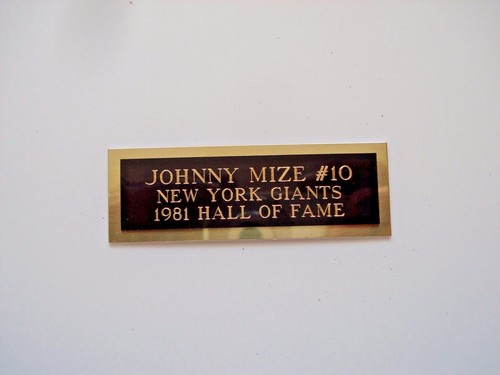 JOHNNY MIZE #10
NEW YORK GIANTS
1981 HALL OF FAME